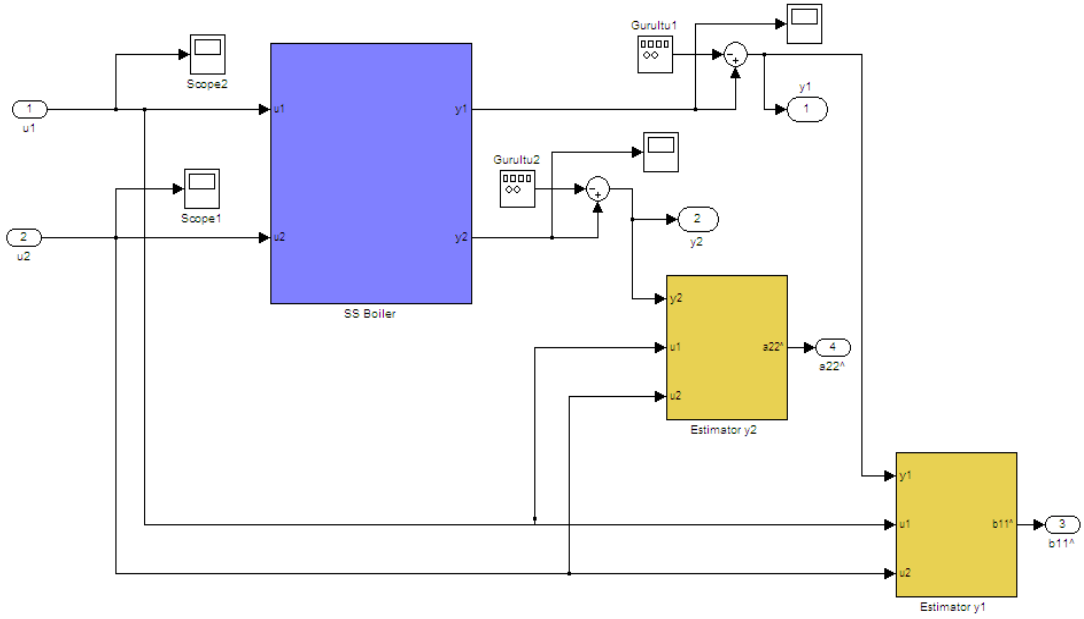 Gurultu1
-
+
Scope2
y1
1
1
u1
u1
y1
Gurultu2
-
+
Scope1
2
y2
2
u2
u2
y2
SS Boiler
y2
u1
a22^
4
a22^
u2
Estimator y2
y1
u1
b11^
3
b11^
u2
Estimator y1